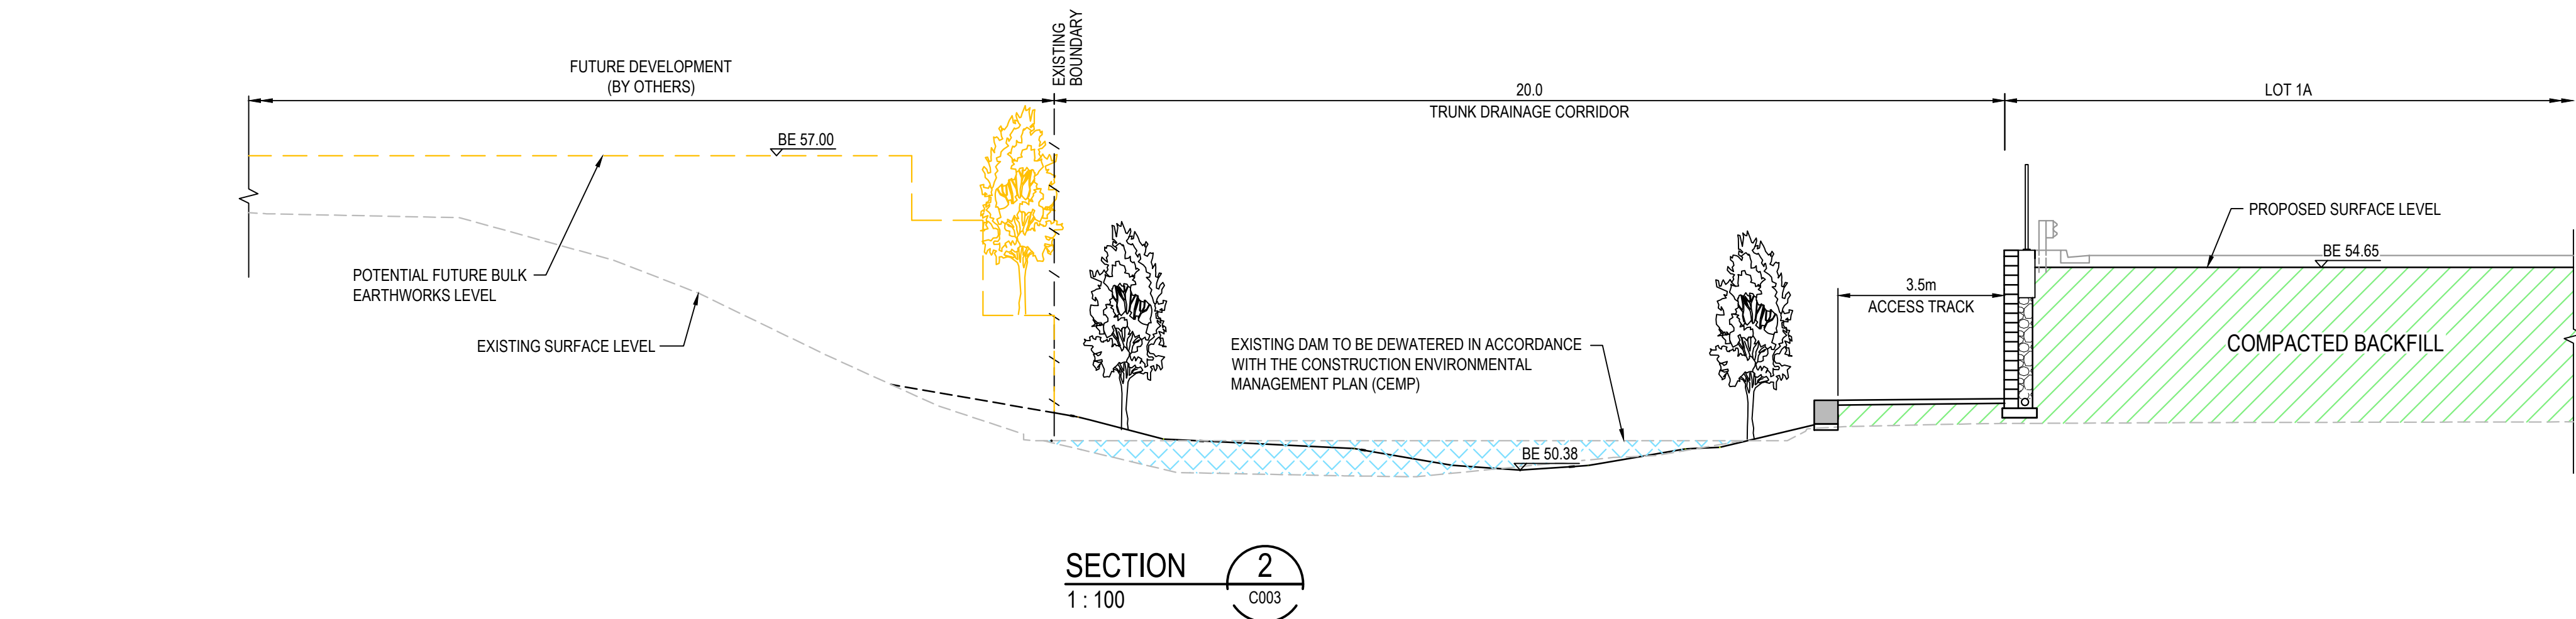 FUTURE DEVELOPMENT
(BY OTHERS)
EXISTING
BOUNDARY
20.0
TRUNK DRAINAGE CORRIDOR
LOT 1A
BE 57.00
POTENTIAL FUTURE BULK
EARTHWORKS LEVEL
EXISTING SURFACE LEVEL
EXISTING DAM TO BE DEWATERED IN ACCORDANCE
WITH THE CONSTRUCTION ENVIRONMENTAL
MANAGEMENT PLAN (CEMP)
3.5m
ACCESS TRACK
PROPOSED SURFACE LEVEL
BE 54.65
COMPACTED BACKFILL
BE 50.38
SECTION
1 : 100
2
C003